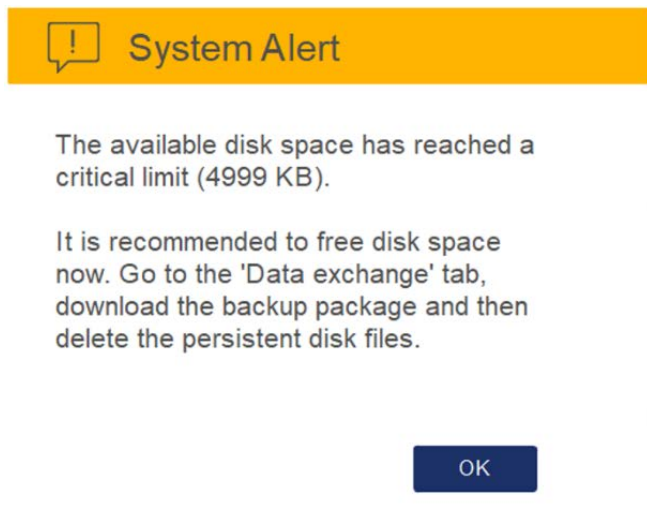 System Alert
The available disk space has reached a
critical limit (4999 KB).
It is recommended to free disk space
now. Go to the 'Data exchange' tab,
download the backup package and then
delete the persistent disk files.
OK